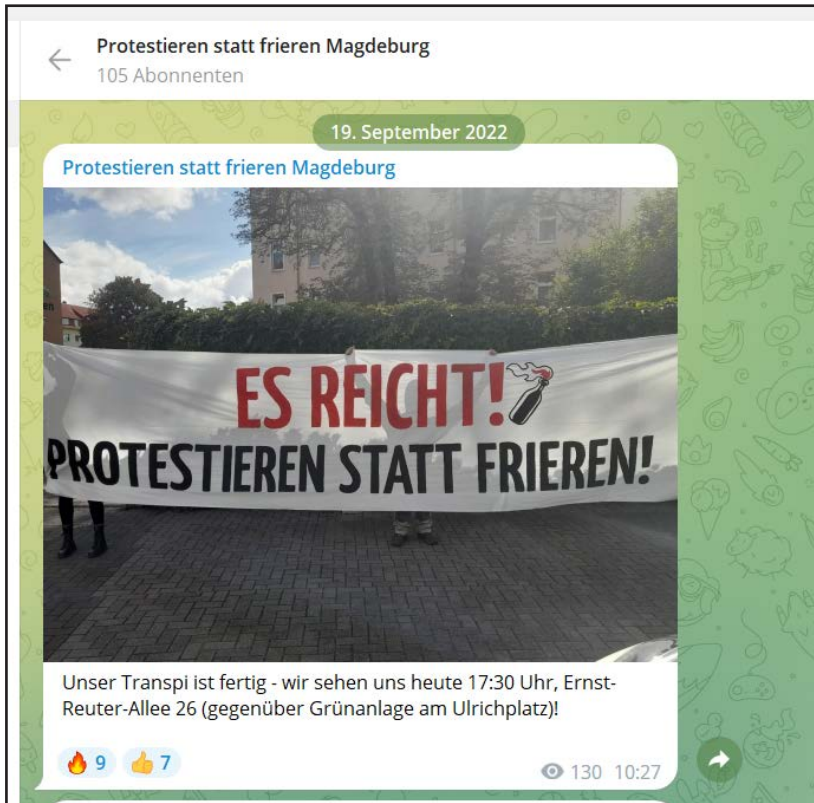 Protestieren statt frieren Magdeburg
105 Abonnenten
19. September 2022
Protestieren statt frieren Magdeburg
en
ES REICHT!
PROTESTIEREN STATT FRIEREN!
Unser Transpi ist fertig - wir sehen uns heute 17:30 Uhr, Ernst-
Reuter-Allee 26 (gegenüber Grünanlage am Ulrichplatz)!
9 7
130 10:27